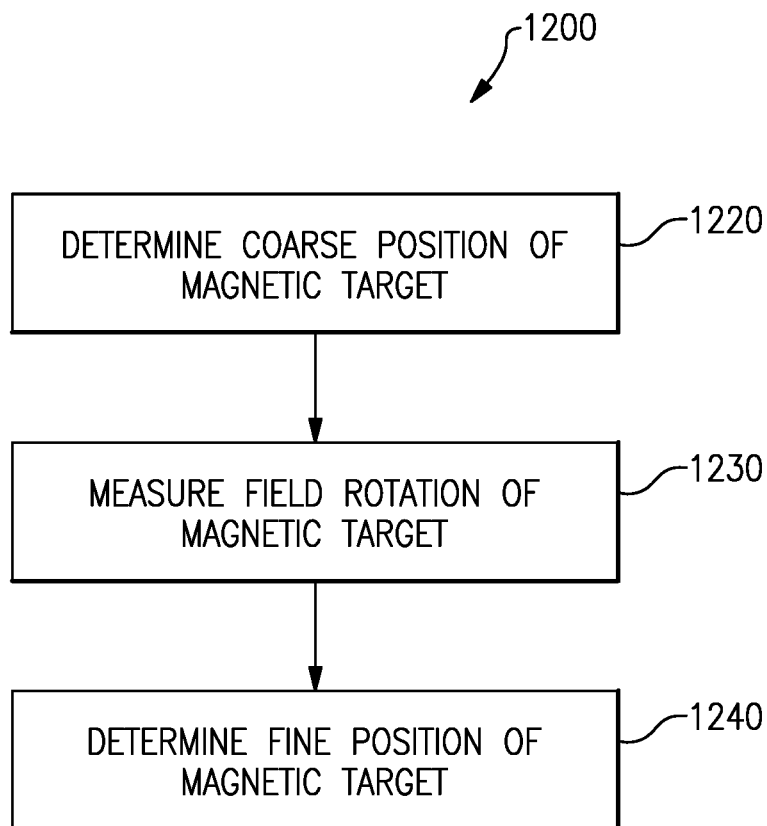 1200
DETERMINE COARSE POSITION OF
MAGNETIC TARGET
1220
MEASURE FIELD ROTATION OF
MAGNETIC TARGET
1230
DETERMINE FINE POSITION OF
MAGNETIC TARGET
1240